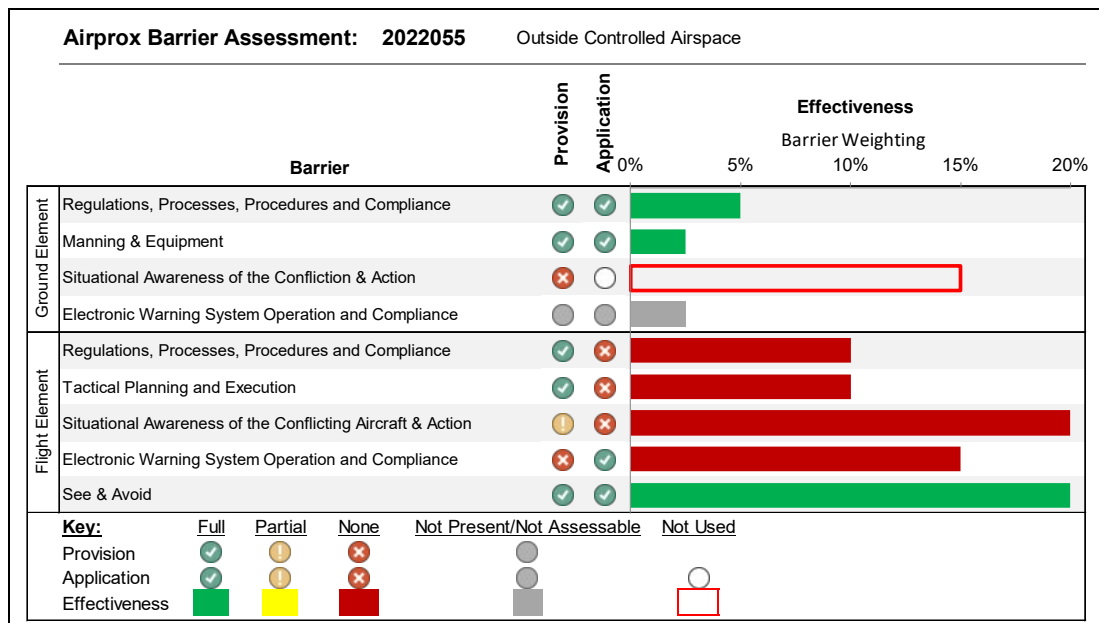 Airprox Barrier Assessment: 2022055 Outside Controlled Airspace
Barrier
Provision
Application
Effectiveness
Barrier Weighting
0% 5% 10% 15% 20%
Ground Element
Regulations, Processes, Procedures and Compliance
Manning & Equipment
Situational Awareness of the Confliction & Action
Electronic Warning System Operation and Compliance
Flight Element
Regulations, Processes, Procedures and Compliance
Tactical Planning and Execution
Situational Awareness of the Conflicting Aircraft & Action
Electronic Warning System Operation and Compliance
See & Avoid
Key: Full Partial None Not Present/Not Assessable Not Used
Provision
Application
Effectiveness